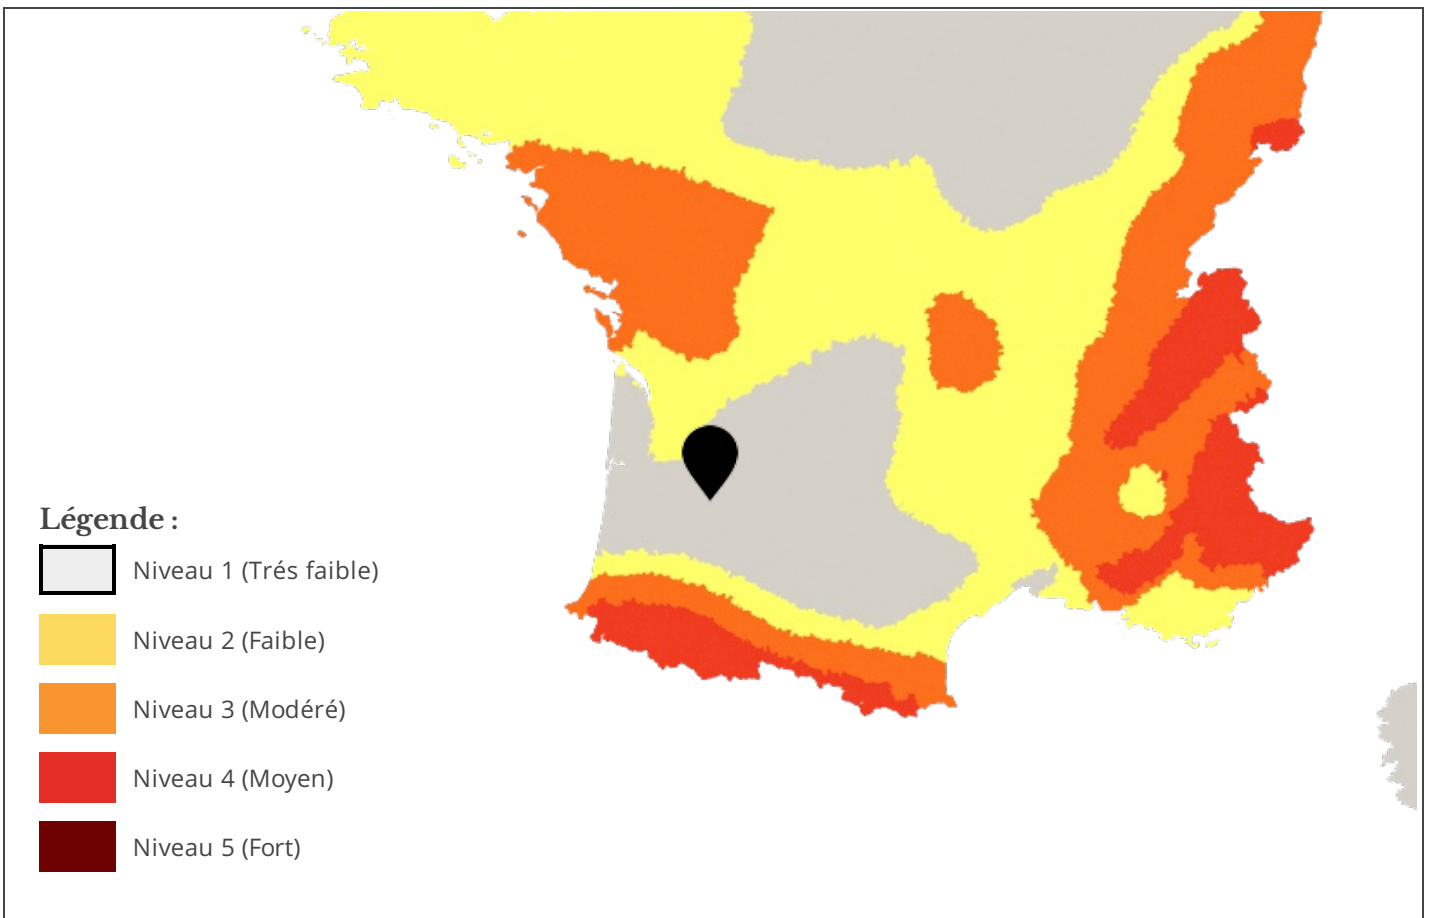 Légende :
Niveau 1 (Trés faible)
Niveau 2 (Faible)
Niveau 3 (Modéré)
Niveau 4 (Moyen)
Niveau 5 (Fort)